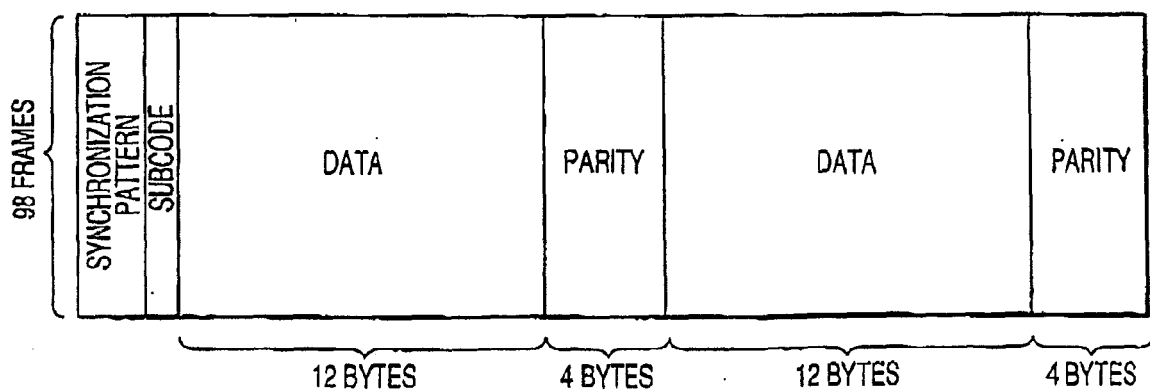 98 FRAMES
SYNCHRONIZATION
PATTERN
SUBCODE
DATA
PARITY
DATA
PARITY
12 BYTES
4 BYTES
12 BYTES
4 BYTES